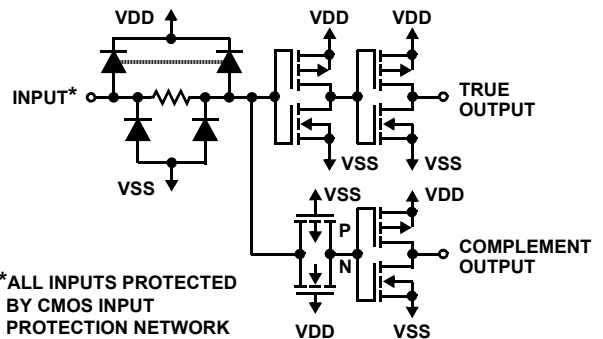 VDD
VDD
VDD
INPUT*
TRUE
OUTPUT
VSS
VSS
VSS
VSS
VDD
P
N
COMPLEMENT
OUTPUT
*ALL INPUTS PROTECTED
BY CMOS INPUT
PROTECTION NETWORK
VDD
VSS